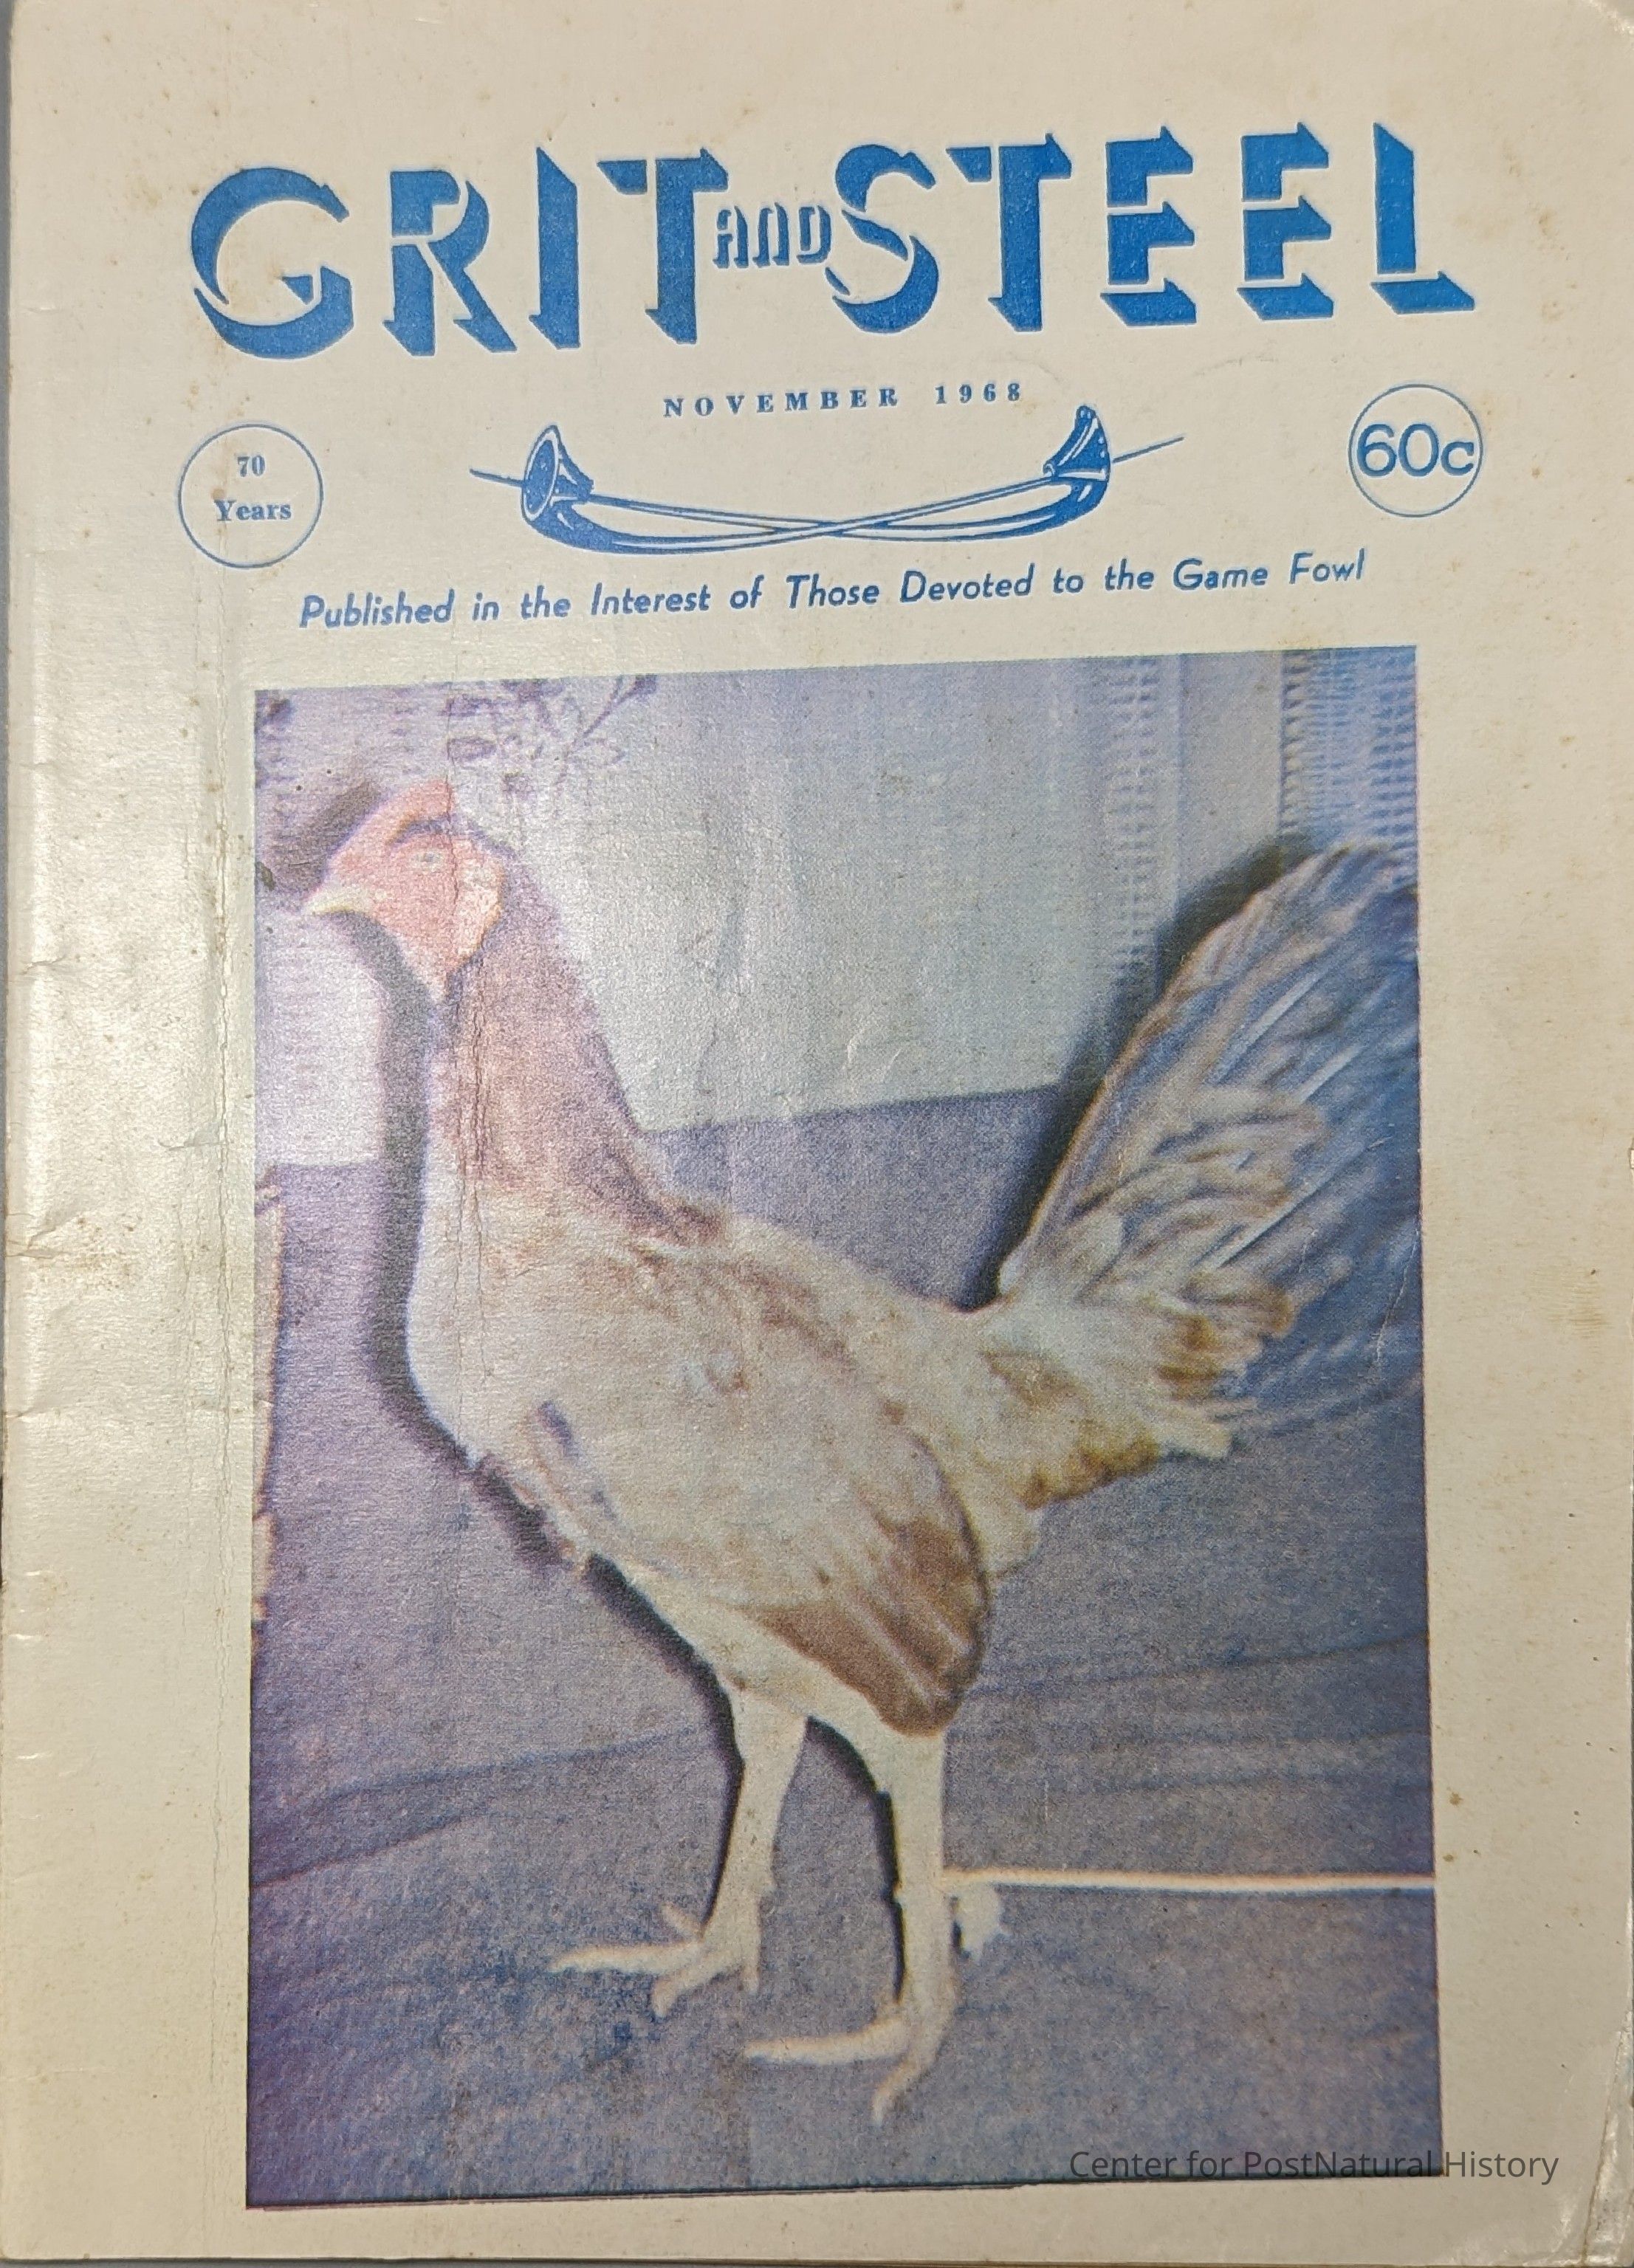 GRIT AND STEEL
NOVEMBER 1968
70
Years
60c
Published in the Interest of Those Devoted to the Game Fowl
Center for PostNatural History